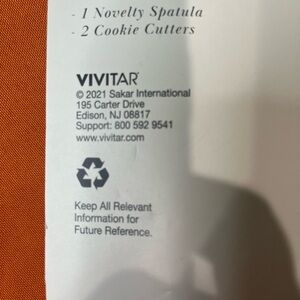 - 1 Novelty Spatula
- 2 Cookie Cutters
VIVITAR
© 2021 Sakar International
195 Carter Drive
Edison, NJ 08817
Support: 800 592 9541
www.vivitar.com
Keep All Relevant
Information for
Future Reference.